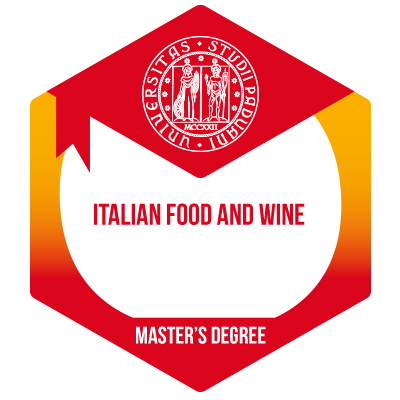 UNIVERSITAS STUDII PADUANI
MCCXXII
ITALIAN FOOD AND WINE
MASTER'S DEGREE